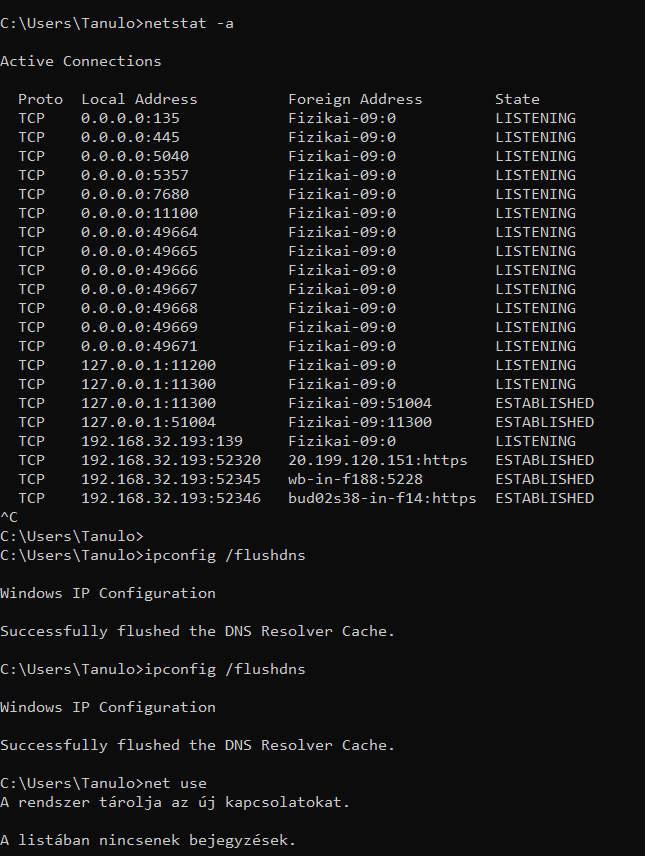 C:\Users\Tanulo>netstat -a
Active Connections
Proto Local Address Foreign Address State
TCP 0.0.0.0:135 Fizikai-09:0 LISTENING
TCP 0.0.0.0:445 Fizikai-09:0 LISTENING
TCP 0.0.0.0:5040 Fizikai-09:0 LISTENING
TCP 0.0.0.0:5357 Fizikai-09:0 LISTENING
TCP 0.0.0.0:7680 Fizikai-09:0 LISTENING
TCP 0.0.0.0:11100 Fizikai-09:0 LISTENING
TCP 0.0.0.0:49664 Fizikai-09:0 LISTENING
TCP 0.0.0.0:49665 Fizikai-09:0 LISTENING
TCP 0.0.0.0:49666 Fizikai-09:0 LISTENING
TCP 0.0.0.0:49667 Fizikai-09:0 LISTENING
TCP 0.0.0.0:49668 Fizikai-09:0 LISTENING
TCP 0.0.0.0:49669 Fizikai-09:0 LISTENING
TCP 0.0.0.0:49671 Fizikai-09:0 LISTENING
TCP 127.0.0.1:11200 Fizikai-09:0 LISTENING
TCP 127.0.0.1:11300 Fizikai-09:0 LISTENING
TCP 127.0.0.1:11300 Fizikai-09:51004 ESTABLISHED
TCP 127.0.0.1:51004 Fizikai-09:11300 ESTABLISHED
TCP 192.168.32.193:139 Fizikai-09:0 LISTENING
TCP 192.168.32.193:52320 20.199.120.151:https ESTABLISHED
TCP 192.168.32.193:52345 wb-in-f188:5228 ESTABLISHED
TCP 192.168.32.193:52346 bud02s38-in-f14:https ESTABLISHED
^C
C:\Users\Tanulo>
C:\Users\Tanulo>ipconfig /flushdns
Windows IP Configuration
Successfully flushed the DNS Resolver Cache.
C:\Users\Tanulo>ipconfig /flushdns
Windows IP Configuration
Successfully flushed the DNS Resolver Cache.
C:\Users\Tanulo>net use
A rendszer tárolja az új kapcsolatokat.
A listában nincsenek bejegyzések.